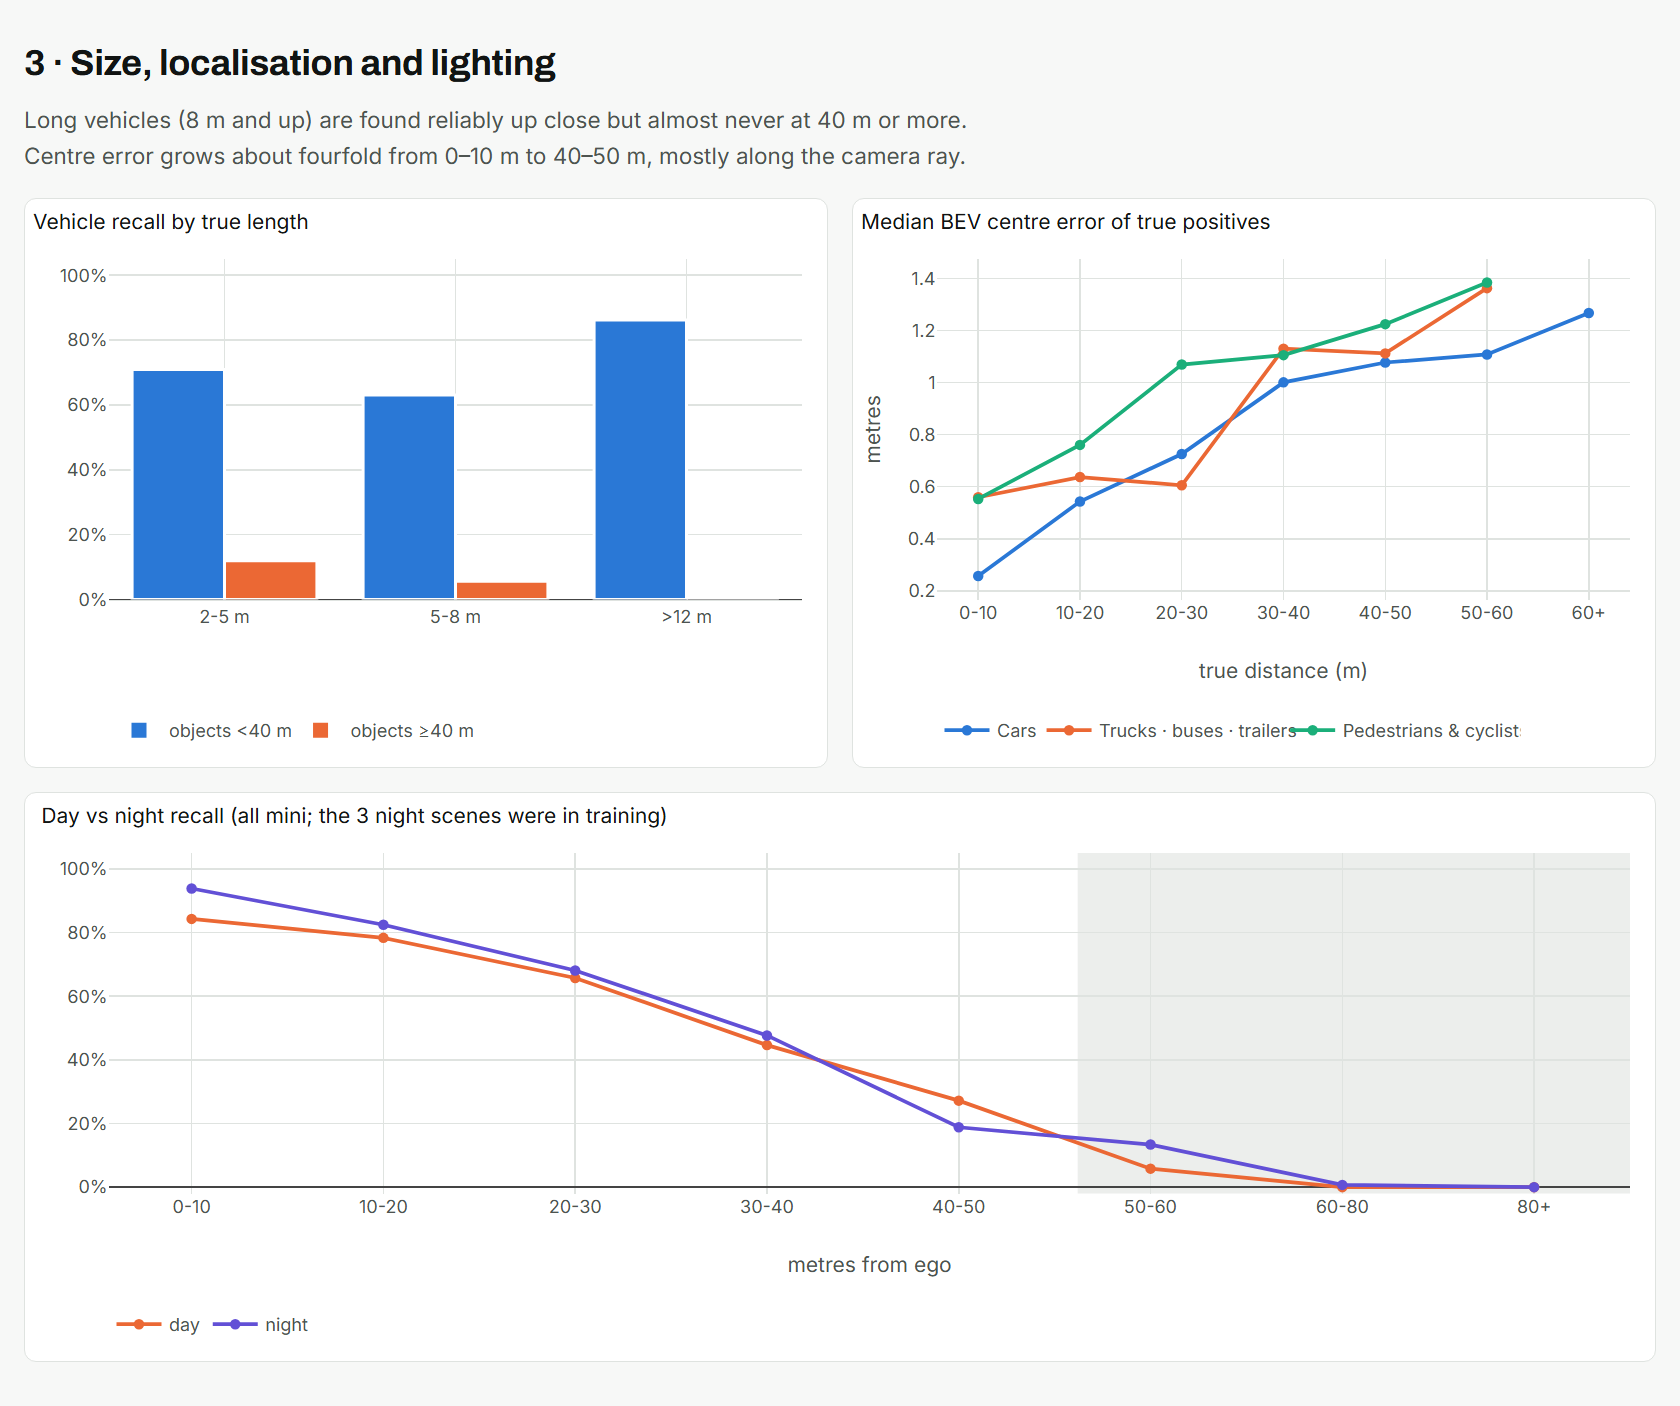 3 · Size, localisation and lighting
Long vehicles (8 m and up) are found reliably up close but almost never at 40 m or more.
Centre error grows about fourfold from 0–10 m to 40–50 m, mostly along the camera ray.
Vehicle recall by true length
100%
80%
60%
40%
20%
0%
2-5 m
5-8 m
>12 m
objects <40 m
objects ≥40 m
Median BEV centre error of true positives
metres
1.4
1.2
1
0.8
0.6
0.4
0.2
0-10
10-20
20-30
30-40
40-50
50-60
60+
true distance (m)
Cars
Trucks · buses · trailers
Pedestrians & cyclist
Day vs night recall (all mini; the 3 night scenes were in training)
100%
80%
60%
40%
20%
0%
0-10
10-20
20-30
30-40
40-50
50-60
60-80
80+
metres from ego
day
night